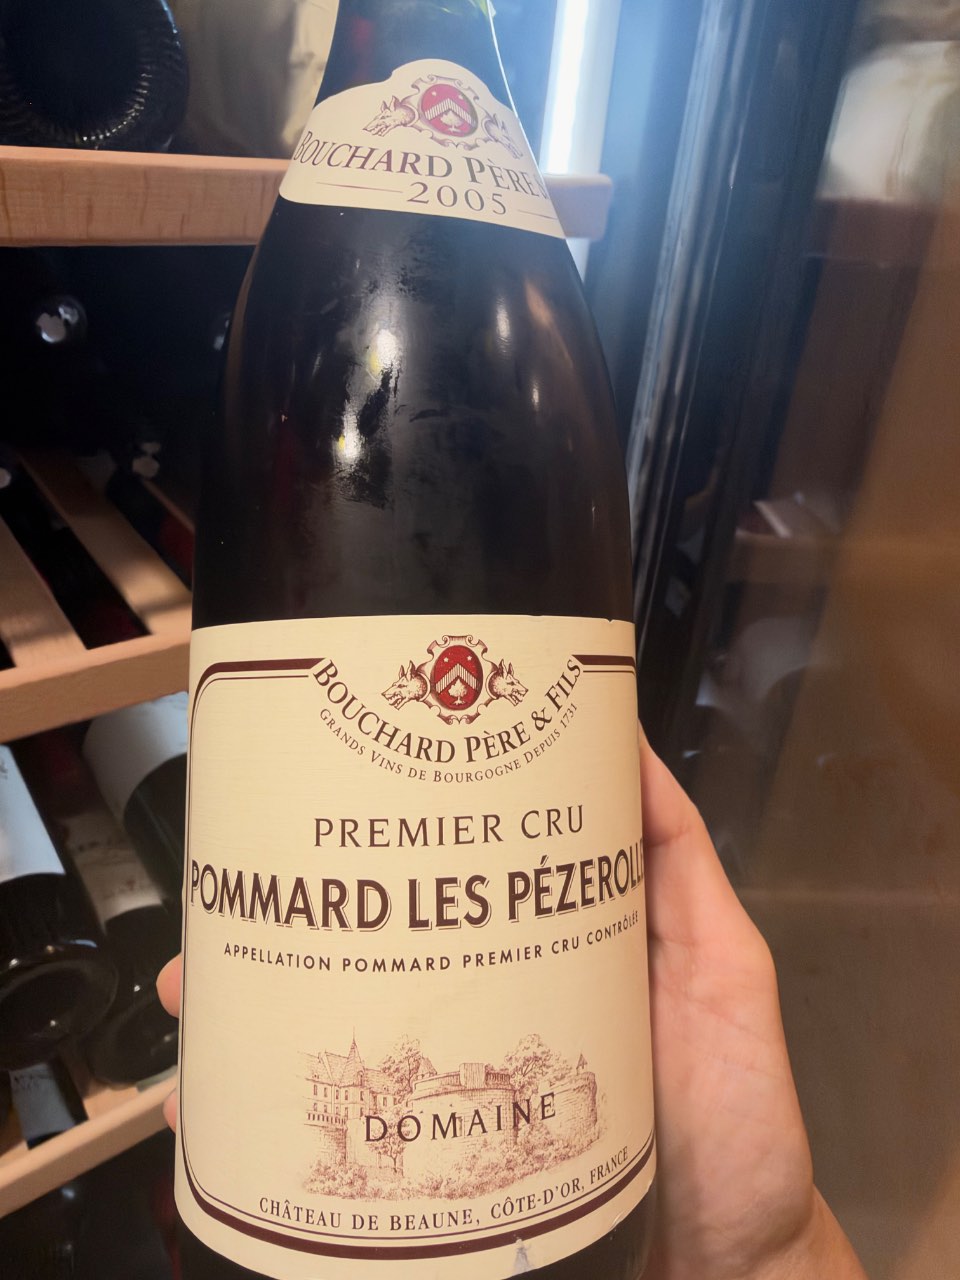 BOUCHARD PÈRE
2005
BOUCHARD PÈRE & FILS
GRANDS VINS DE BOURGOGNE DEPUIS 1731
PREMIER CRU
POMMARD LES PÉZEROLLE
APPELLATION POMMARD PREMIER CRU CONTRÔLÉE
DOMAINE
CHÂTEAU DE BEAUNE, CÔTE-D'OR, FRANCE